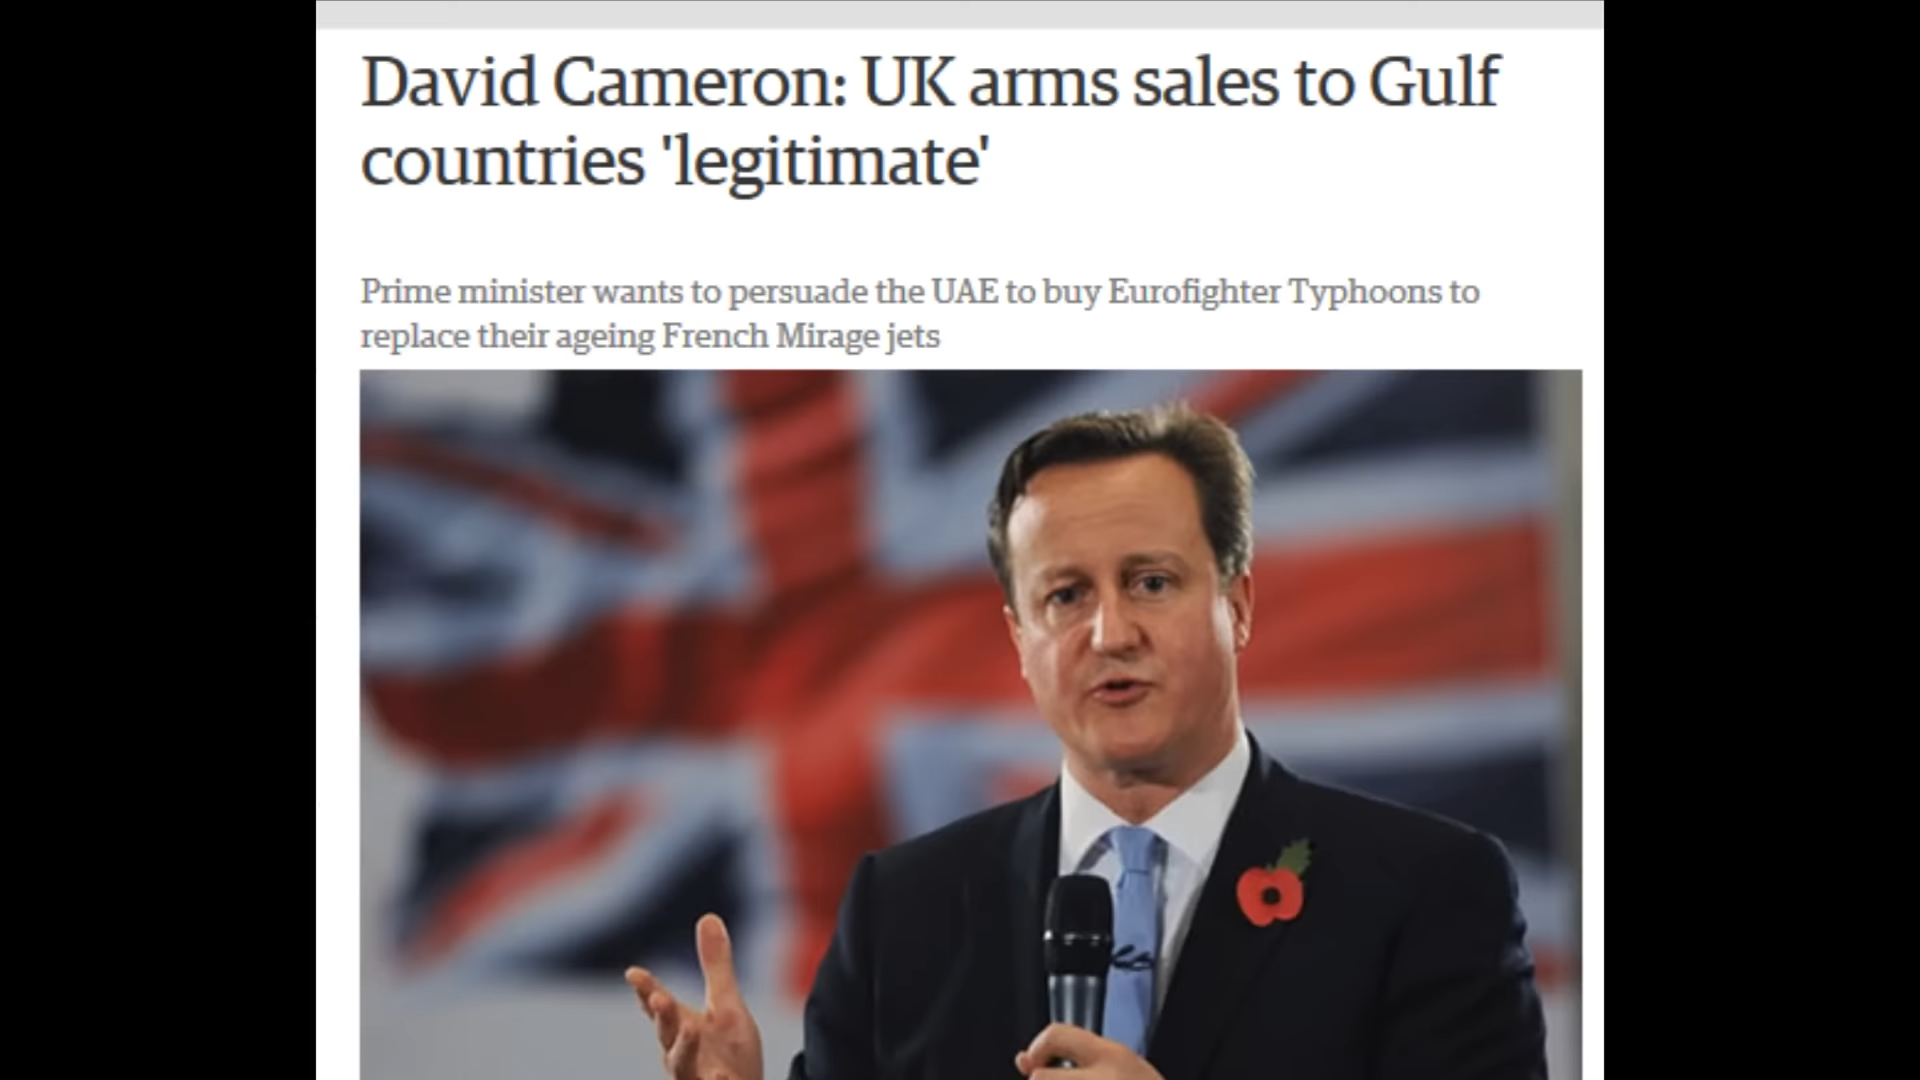 David Cameron: UK arms sales to Gulf
countries 'legitimate'
Prime minister wants to persuade the UAE to buy Eurofighter Typhoons to
replace their ageing French Mirage jets